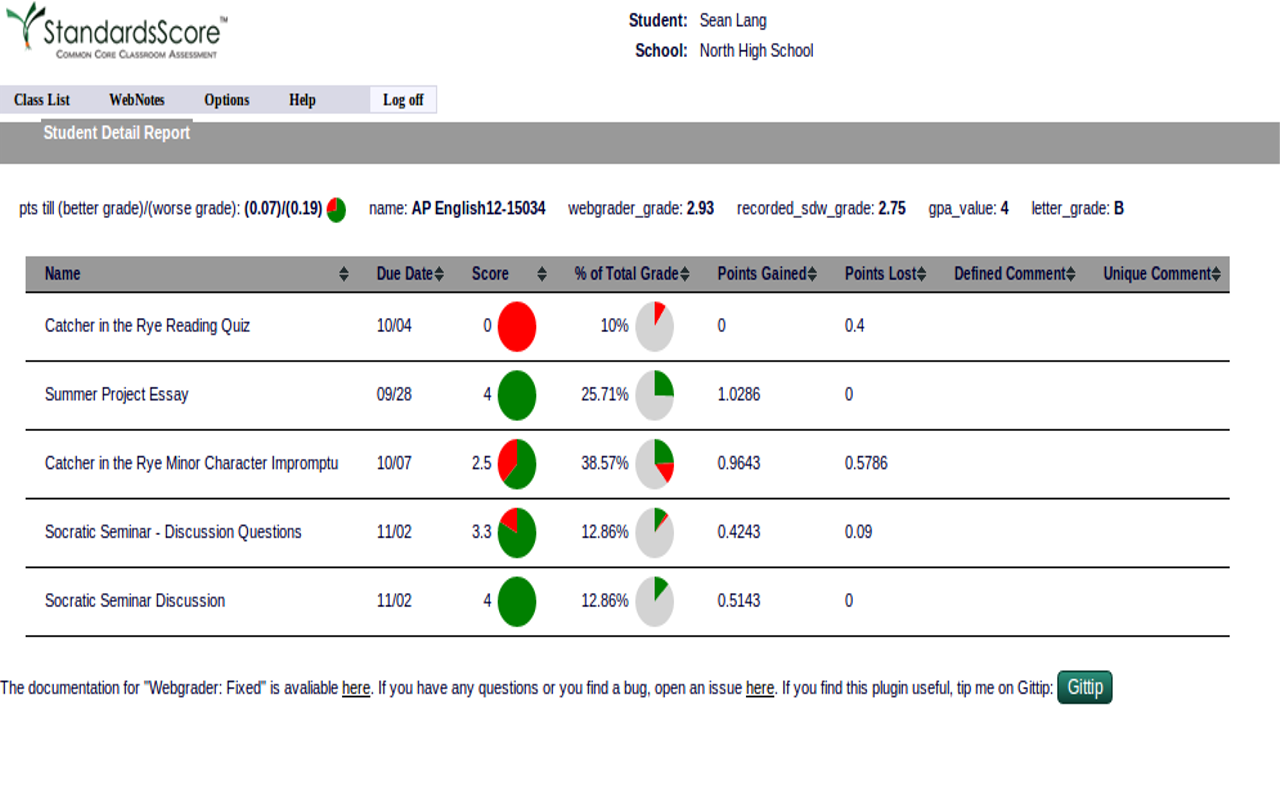 StandardsScore™
Common Core Classroom Assessment
Student: Sean Lang
School: North High School
Class List WebNotes Options Help Log off
Student Detail Report
pts till (better grade)/(worse grade): (0.07)/(0.19) name: AP English12-15034 webgrader_grade: 2.93 recorded_sdw_grade: 2.75 gpa_value: 4 letter_grade: B
Name Due Date Score % of Total Grade Points Gained Points Lost Defined Comment Unique Comment
Catcher in the Rye Reading Quiz 10/04 0 10% 0 0.4
Summer Project Essay 09/28 4 25.71% 1.0286 0
Catcher in the Rye Minor Character Impromptu 10/07 2.5 38.57% 0.9643 0.5786
Socratic Seminar - Discussion Questions 11/02 3.3 12.86% 0.4243 0.09
Socratic Seminar Discussion 11/02 4 12.86% 0.5143 0
The documentation for "Webgrader: Fixed" is avaliable here. If you have any questions or you find a bug, open an issue here. If you find this plugin useful, tip me on Gittip: Gittip